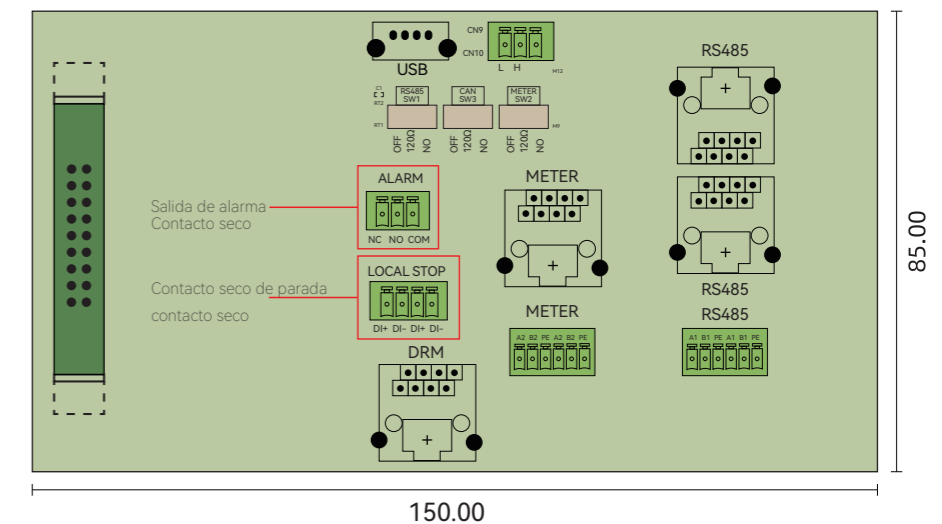 CN9
CN10
L H
M12
USB
RS485
C1
RT2
RT1
RS485
SW1
CAN
SW3
METER
SW2
M9
OFF
120Ω
NO
OFF
120Ω
NO
OFF
120Ω
NO
ALARM
NC NO COM
Salida de alarma
Contacto seco
METER
LOCAL STOP
DI+ DI- DI+ DI-
Contacto seco de parada
contacto seco
RS485
METER
A2 B2 PE A2 B2 PE
RS485
A1 B1 PE A1 B1 PE
DRM
85.00
150.00